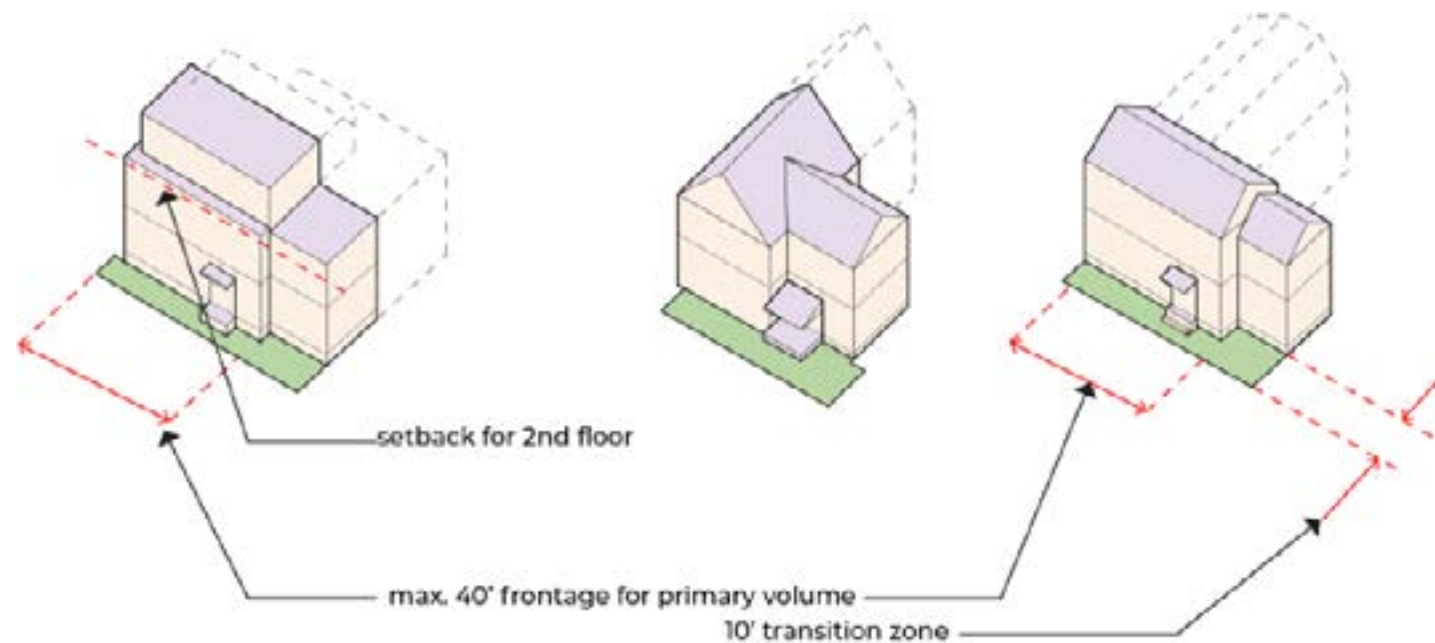 setback for 2nd floor
max. 40' frontage for primary volume
10' transition zone